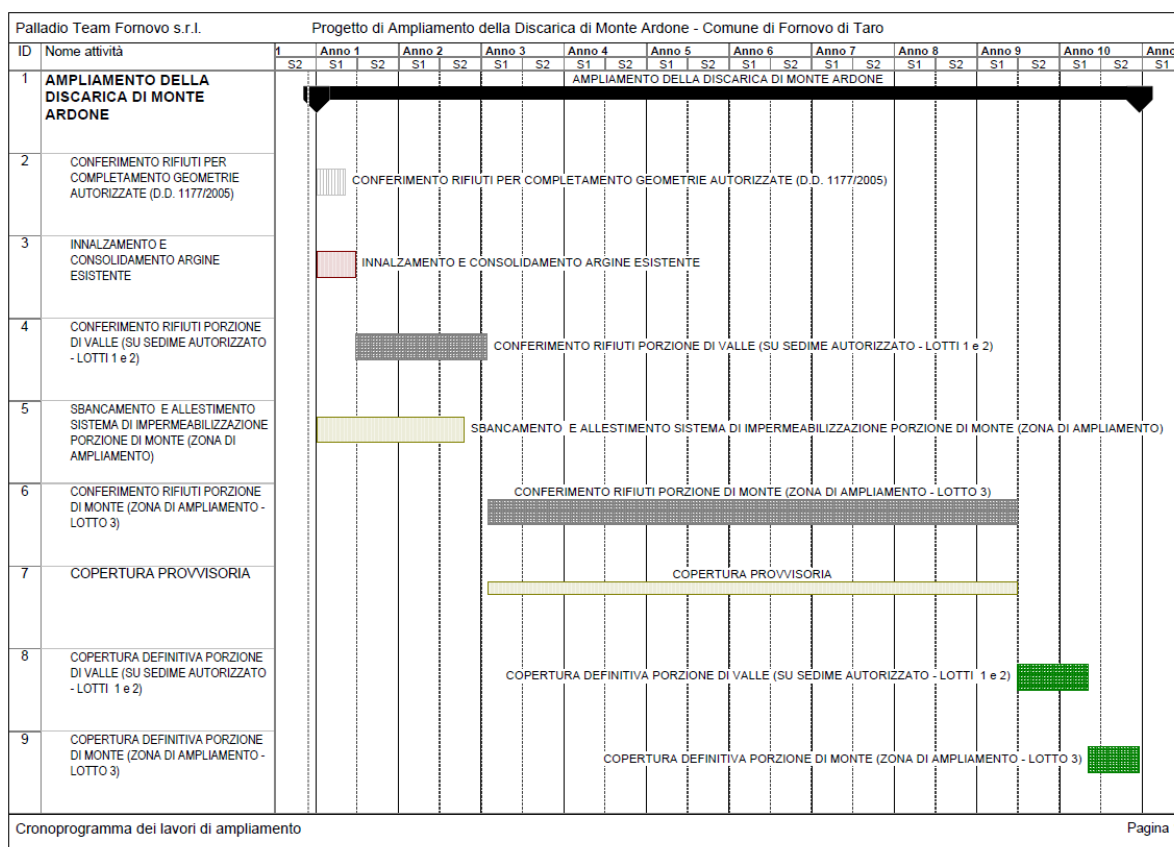 Palladio Team Fornovo s.r.l. Progetto di Ampliamento della Discarica di Monte Ardone - Comune di Fornovo di Taro
ID Nome attività 1 Anno 1 Anno 2 Anno 3 Anno 4 Anno 5 Anno 6 Anno 7 Anno 8 Anno 9 Anno 10 Anno
S2 S1 S2 S1 S2 S1 S2 S1 S2 S1 S2 S1 S2 S1 S2 S1 S2 S1 S2 S1 S2 S1
1 AMPLIAMENTO DELLA
DISCARICA DI MONTE
ARDONE
AMPLIAMENTO DELLA DISCARICA DI MONTE ARDONE
2 CONFERIMENTO RIFIUTI PER
COMPLETAMENTO GEOMETRIE
AUTORIZZATE (D.D. 1177/2005)
CONFERIMENTO RIFIUTI PER COMPLETAMENTO GEOMETRIE AUTORIZZATE (D.D. 1177/2005)
3 INNALZAMENTO E
CONSOLIDAMENTO ARGINE
ESISTENTE
INNALZAMENTO E CONSOLIDAMENTO ARGINE ESISTENTE
4 CONFERIMENTO RIFIUTI PORZIONE
DI VALLE (SU SEDIME AUTORIZZATO
- LOTTI 1 e 2)
CONFERIMENTO RIFIUTI PORZIONE DI VALLE (SU SEDIME AUTORIZZATO - LOTTI 1 e 2)
5 SBANCAMENTO E ALLESTIMENTO
SISTEMA DI IMPERMEABILIZZAZIONE
PORZIONE DI MONTE (ZONA DI
AMPLIAMENTO)
SBANCAMENTO E ALLESTIMENTO SISTEMA DI IMPERMEABILIZZAZIONE PORZIONE DI MONTE (ZONA DI AMPLIAMENTO)
6 CONFERIMENTO RIFIUTI PORZIONE
DI MONTE (ZONA DI AMPLIAMENTO -
LOTTO 3)
CONFERIMENTO RIFIUTI PORZIONE DI MONTE (ZONA DI AMPLIAMENTO - LOTTO 3)
7 COPERTURA PROVVISORIA
COPERTURA PROVVISORIA
8 COPERTURA DEFINITIVA PORZIONE
DI VALLE (SU SEDIME AUTORIZZATO
- LOTTI 1 e 2)
COPERTURA DEFINITIVA PORZIONE DI VALLE (SU SEDIME AUTORIZZATO - LOTTI 1 e 2)
9 COPERTURA DEFINITIVA PORZIONE
DI MONTE (ZONA DI AMPLIAMENTO -
LOTTO 3)
COPERTURA DEFINITIVA PORZIONE DI MONTE (ZONA DI AMPLIAMENTO - LOTTO 3)
Cronoprogramma dei lavori di ampliamento Pagina